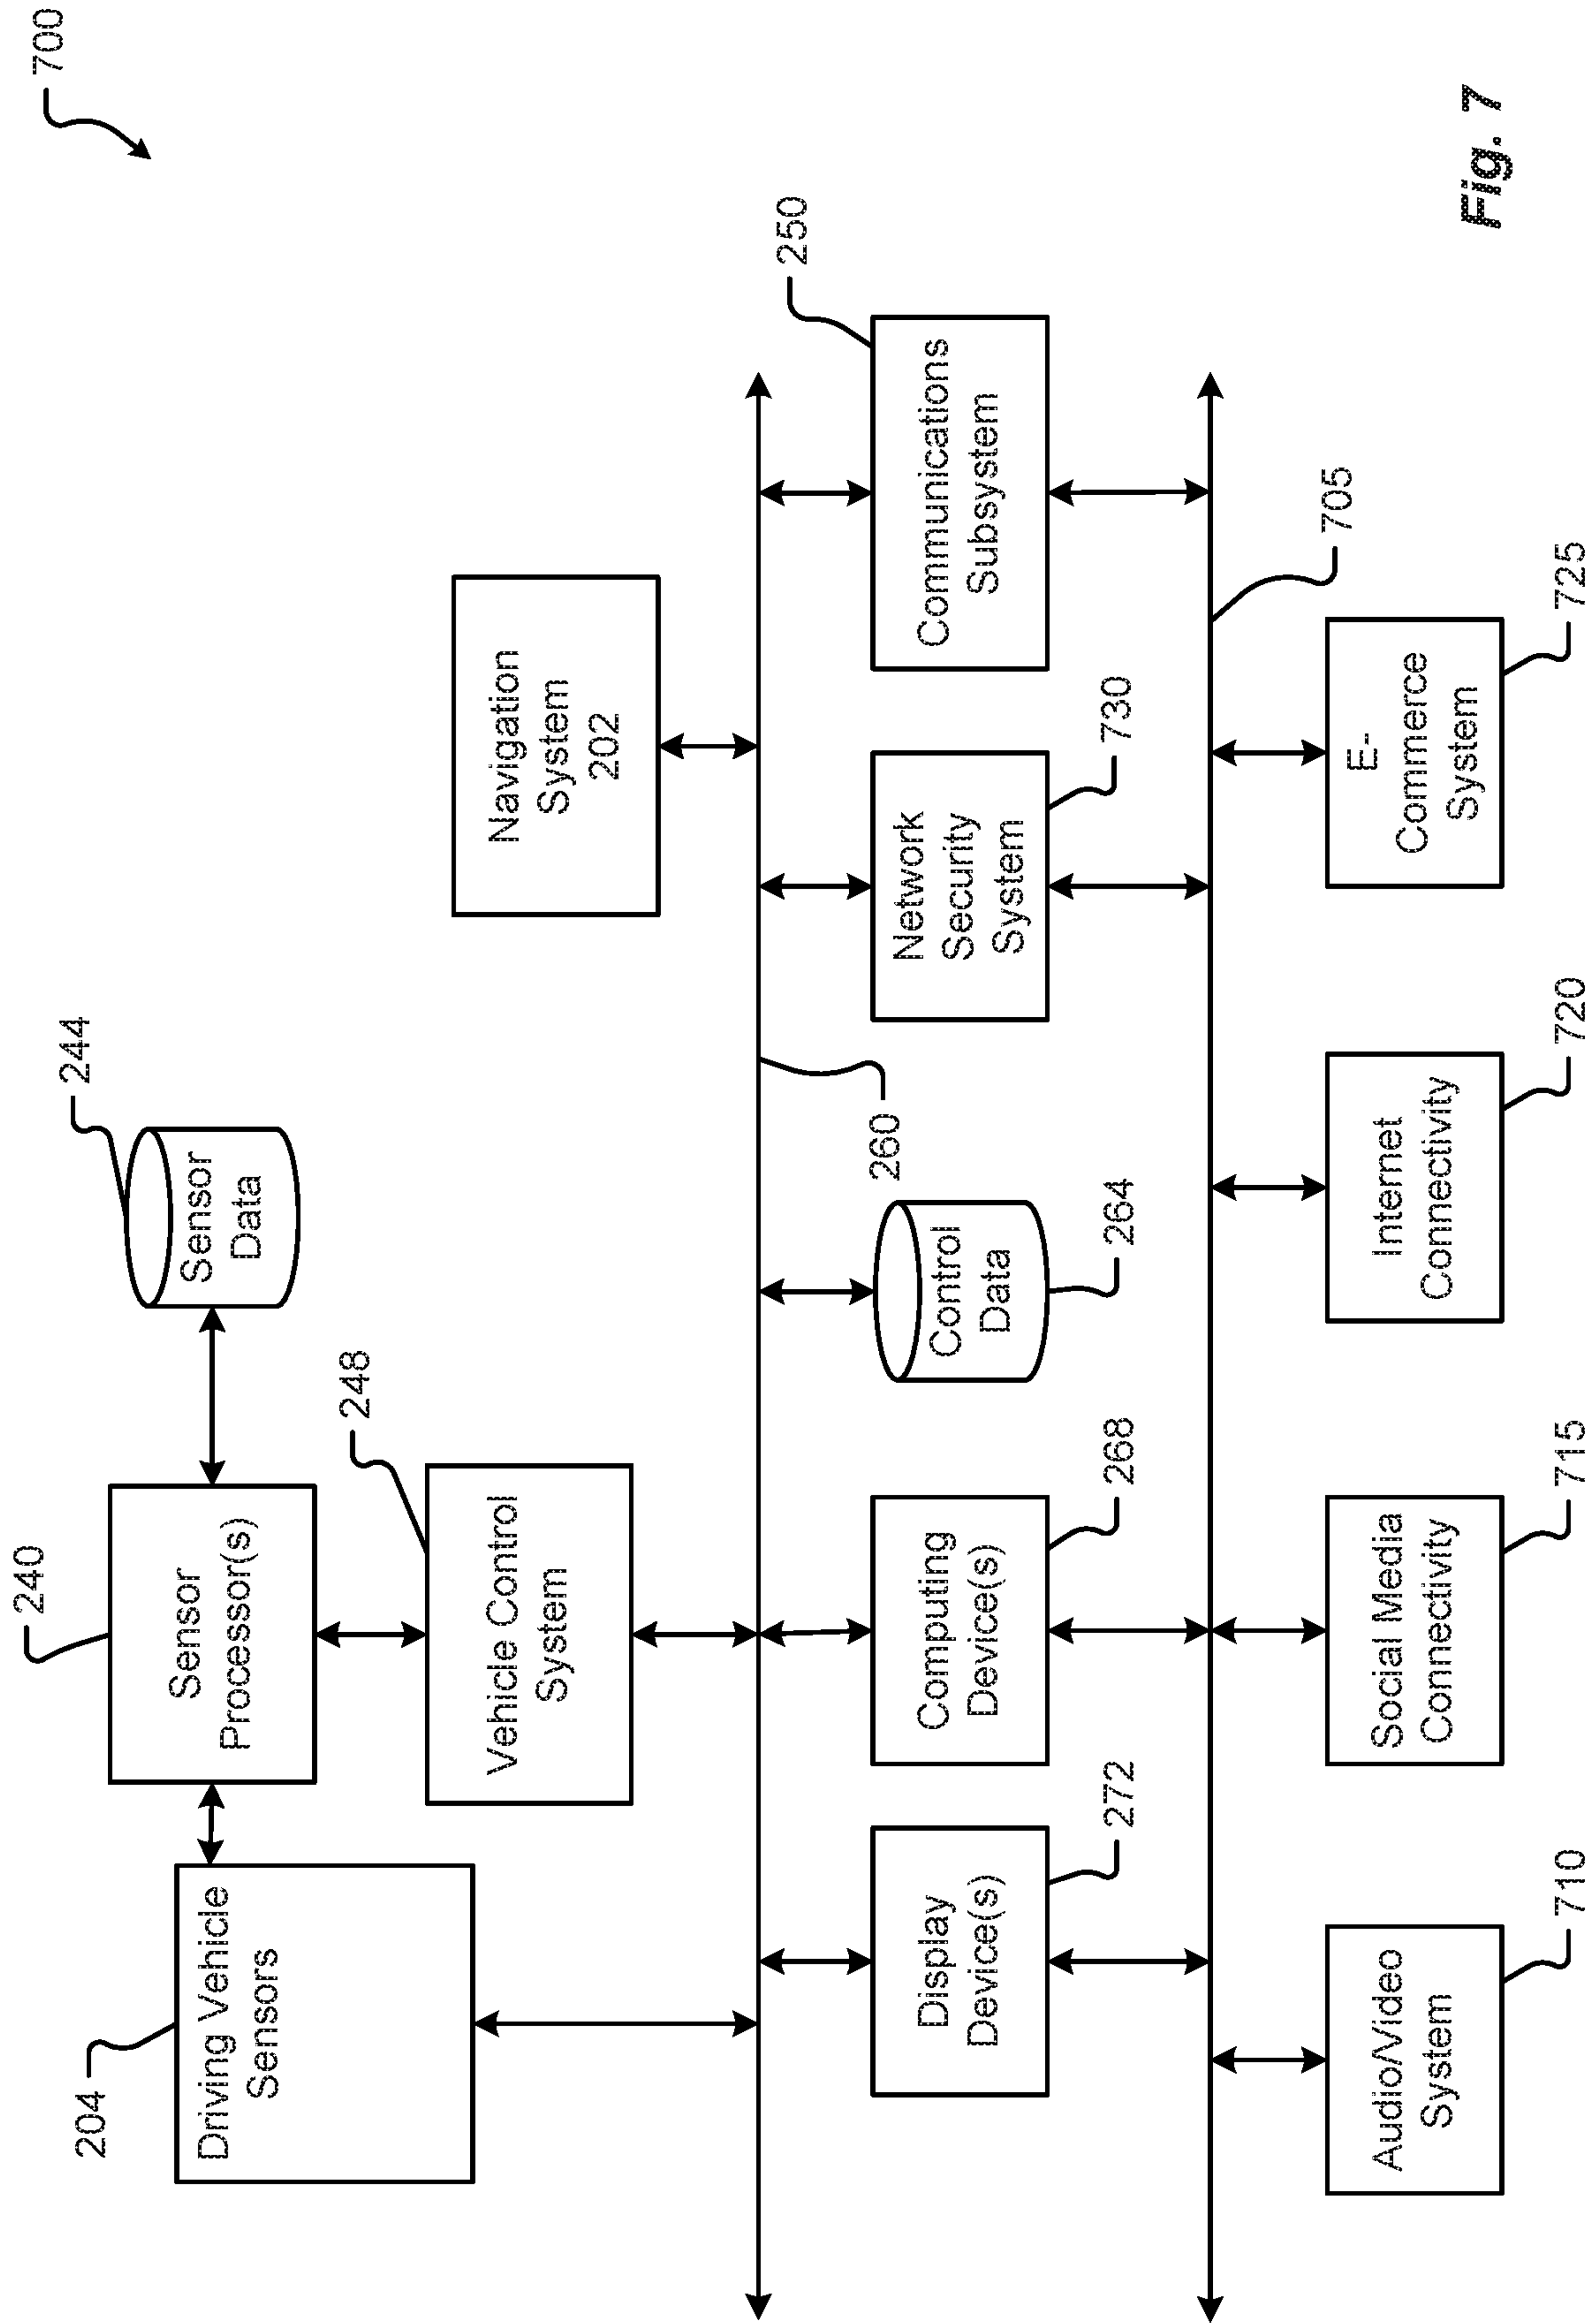 700
240
244
204
Driving Vehicle
Sensors
Sensor
Processor(s)
Sensor
Data
248
Vehicle Control
System
Navigation
System
202
250
260
Display
Device(s)
272
Computing
Device(s)
268
Control
Data
264
Network
Security
System
730
Communications
Subsystem
705
Audio/Video
System
710
Social Media
Connectivity
715
Internet
Connectivity
720
E-
Commerce
System
725
Fig. 7